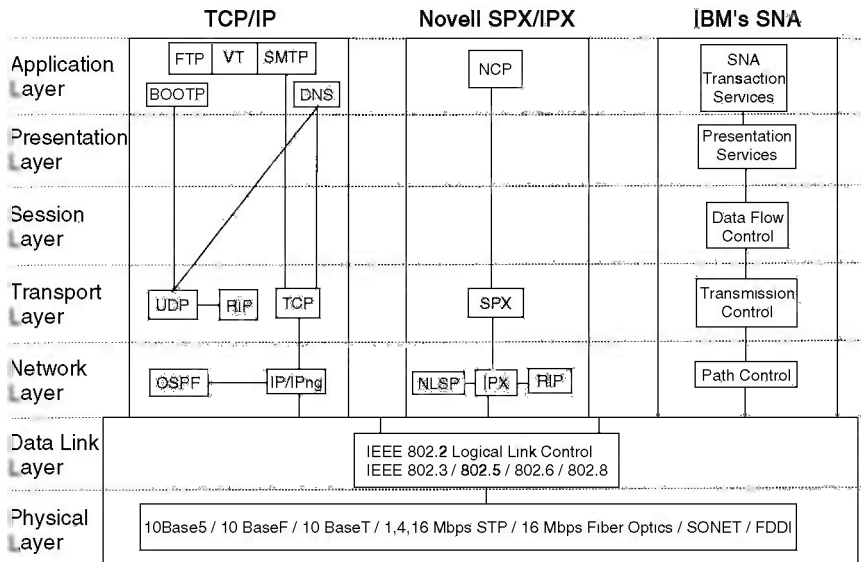 TCP/IP
Novell SPX/IPX
IBM's SNA
Application
Layer
FTP
VT
SMTP
BOOTP
DNS
NCP
SNA
Transaction
Services
Presentation
Layer
Presentation
Services
Session
Layer
Data Flow
Control
Transport
Layer
UDP
RIP
TCP
SPX
Transmission
Control
Network
Layer
OSPF
IP/IPng
NLSP
IPX
RIP
Path Control
Data Link
Layer
IEEE 802.2 Logical Link Control
IEEE 802.3 / 802.5 / 802.6 / 802.8
Physical
Layer
10Base5 / 10 BaseF / 10 BaseT / 1,4,16 Mbps STP / 16 Mbps Fiber Optics / SONET / FDDI